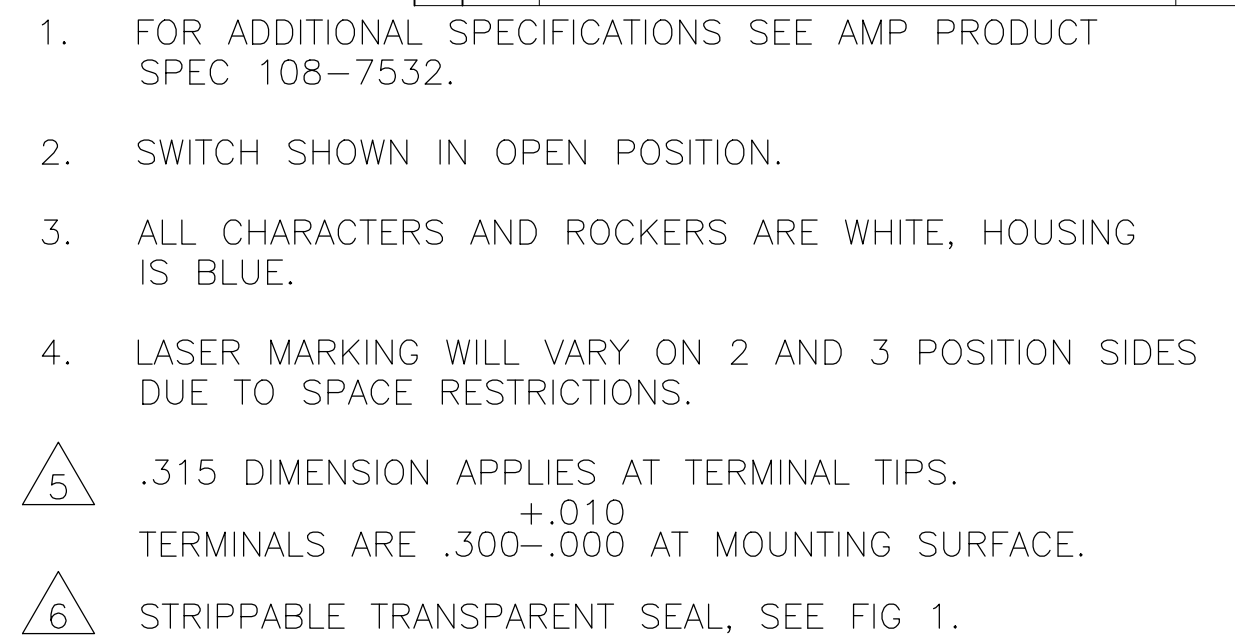 1. FOR ADDITIONAL SPECIFICATIONS SEE AMP PRODUCT
SPEC 108-7532.
2. SWITCH SHOWN IN OPEN POSITION.
3. ALL CHARACTERS AND ROCKERS ARE WHITE, HOUSING
IS BLUE.
4. LASER MARKING WILL VARY ON 2 AND 3 POSITION SIDES
DUE TO SPACE RESTRICTIONS.
5 .315 DIMENSION APPLIES AT TERMINAL TIPS.
+.010
TERMINALS ARE .300-.000 AT MOUNTING SURFACE.
6 STRIPPABLE TRANSPARENT SEAL, SEE FIG 1.